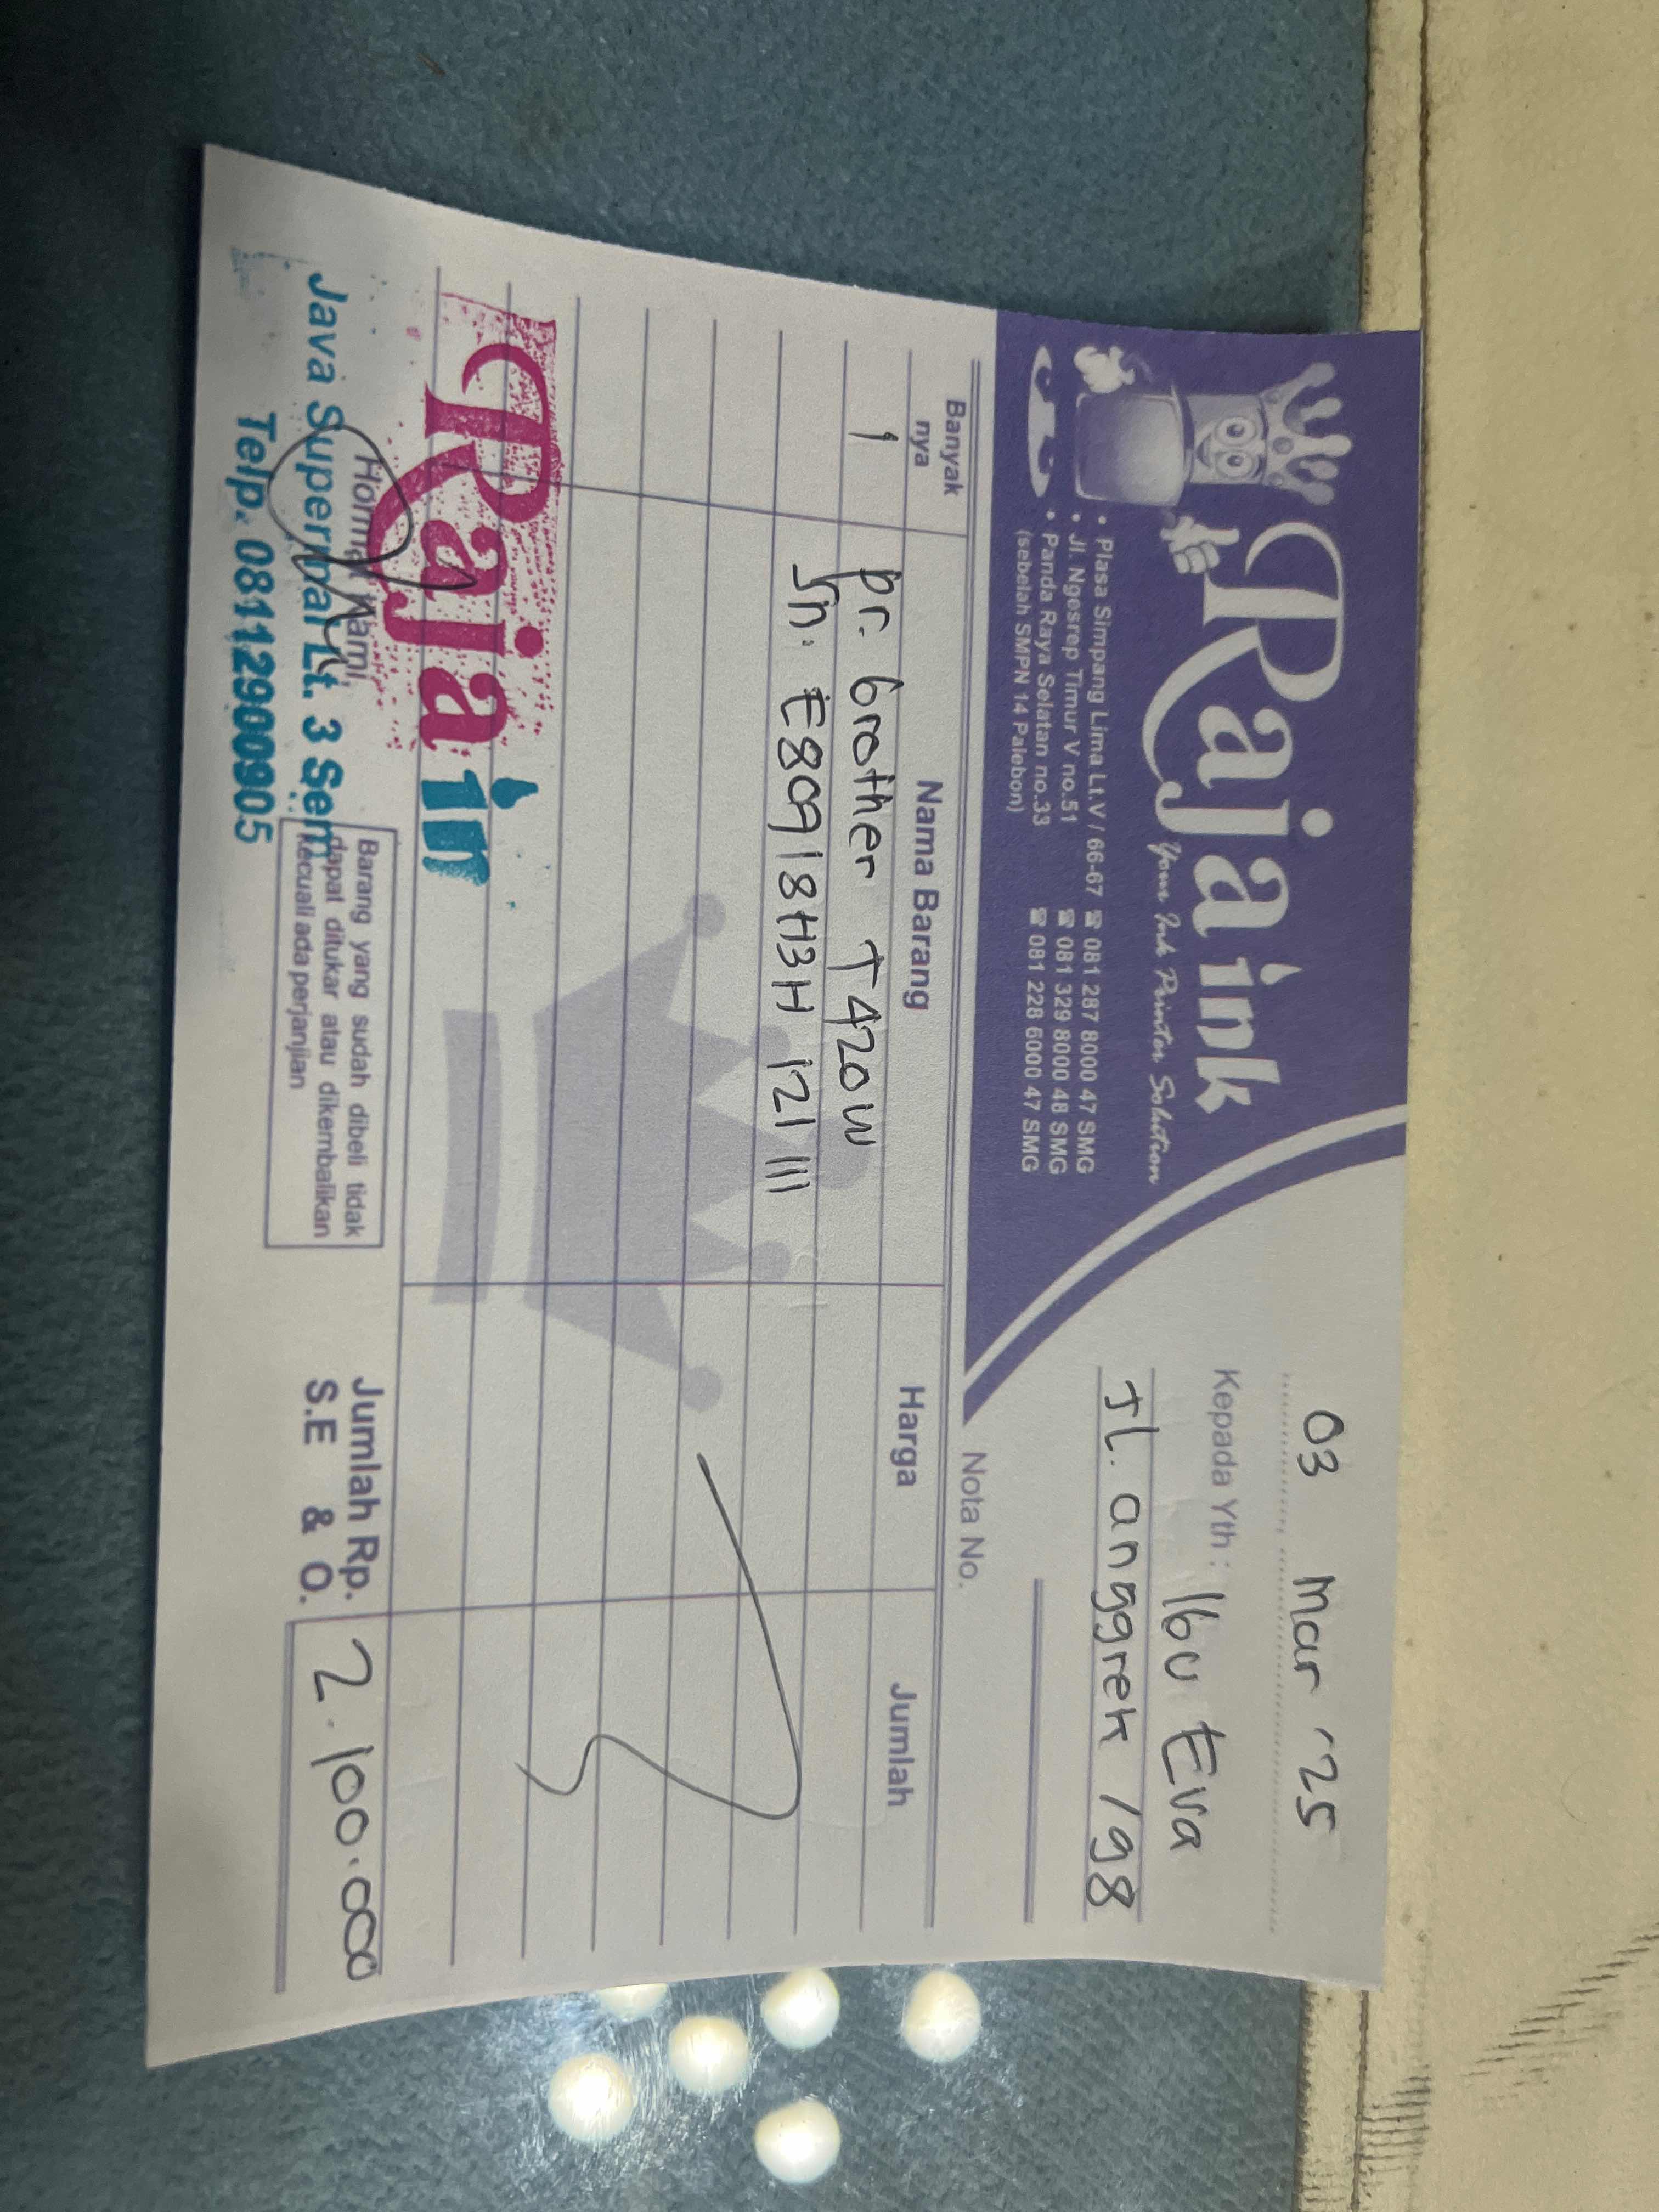 Raja ink
Your Ink Printer Solution
• Plasa Simpang Lima Lt.V / 66-67 ☎ 081 287 8000 47 SMG
• Jl. Ngesrep Timur V no.51 ☎ 081 329 8000 48 SMG
• Panda Raya Selatan no.33 ☎ 081 228 6000 47 SMG
(sebelah SMPN 14 Palebon)
03 Mar '25
Kepada Yth : Ibu Eva
Jl. anggrek / 98
Nota No.
Banyak nya Nama Barang Harga Jumlah
1 pr. brother T420W
Sn. E80918H3H 121 111
Raja in
Hormat Kami,
Java Supermal Lt. 3 Sem
Telp. 08112900905
Barang yang sudah dibeli tidak
dapat ditukar atau dikembalikan
kecuali ada perjanjian
Jumlah Rp. 2.100.000
S.E & O.